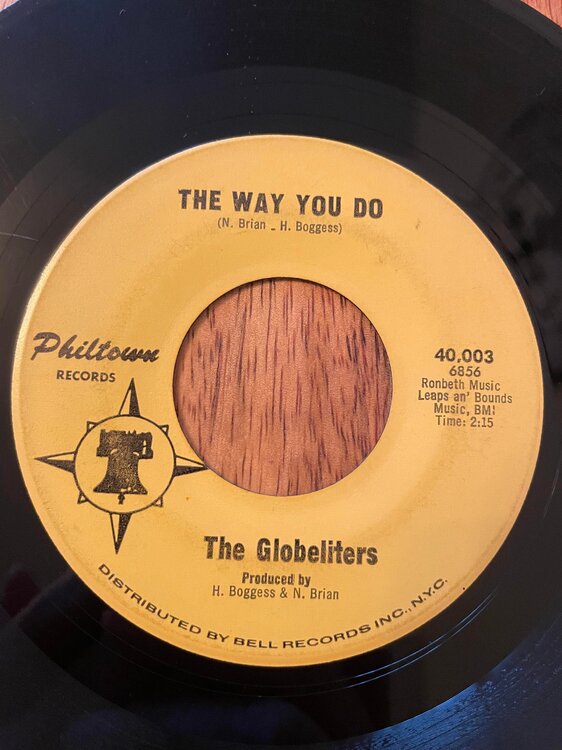 THE WAY YOU DO
(N. Brian - H. Boggess)
Philtown
RECORDS
40,003
6856
Ronbeth Music
Leaps an' Bounds
Music, BMI
Time: 2:15
The Globeliters
Produced by
H. Boggess & N. Brian
DISTRIBUTED BY BELL RECORDS INC., N.Y.C.